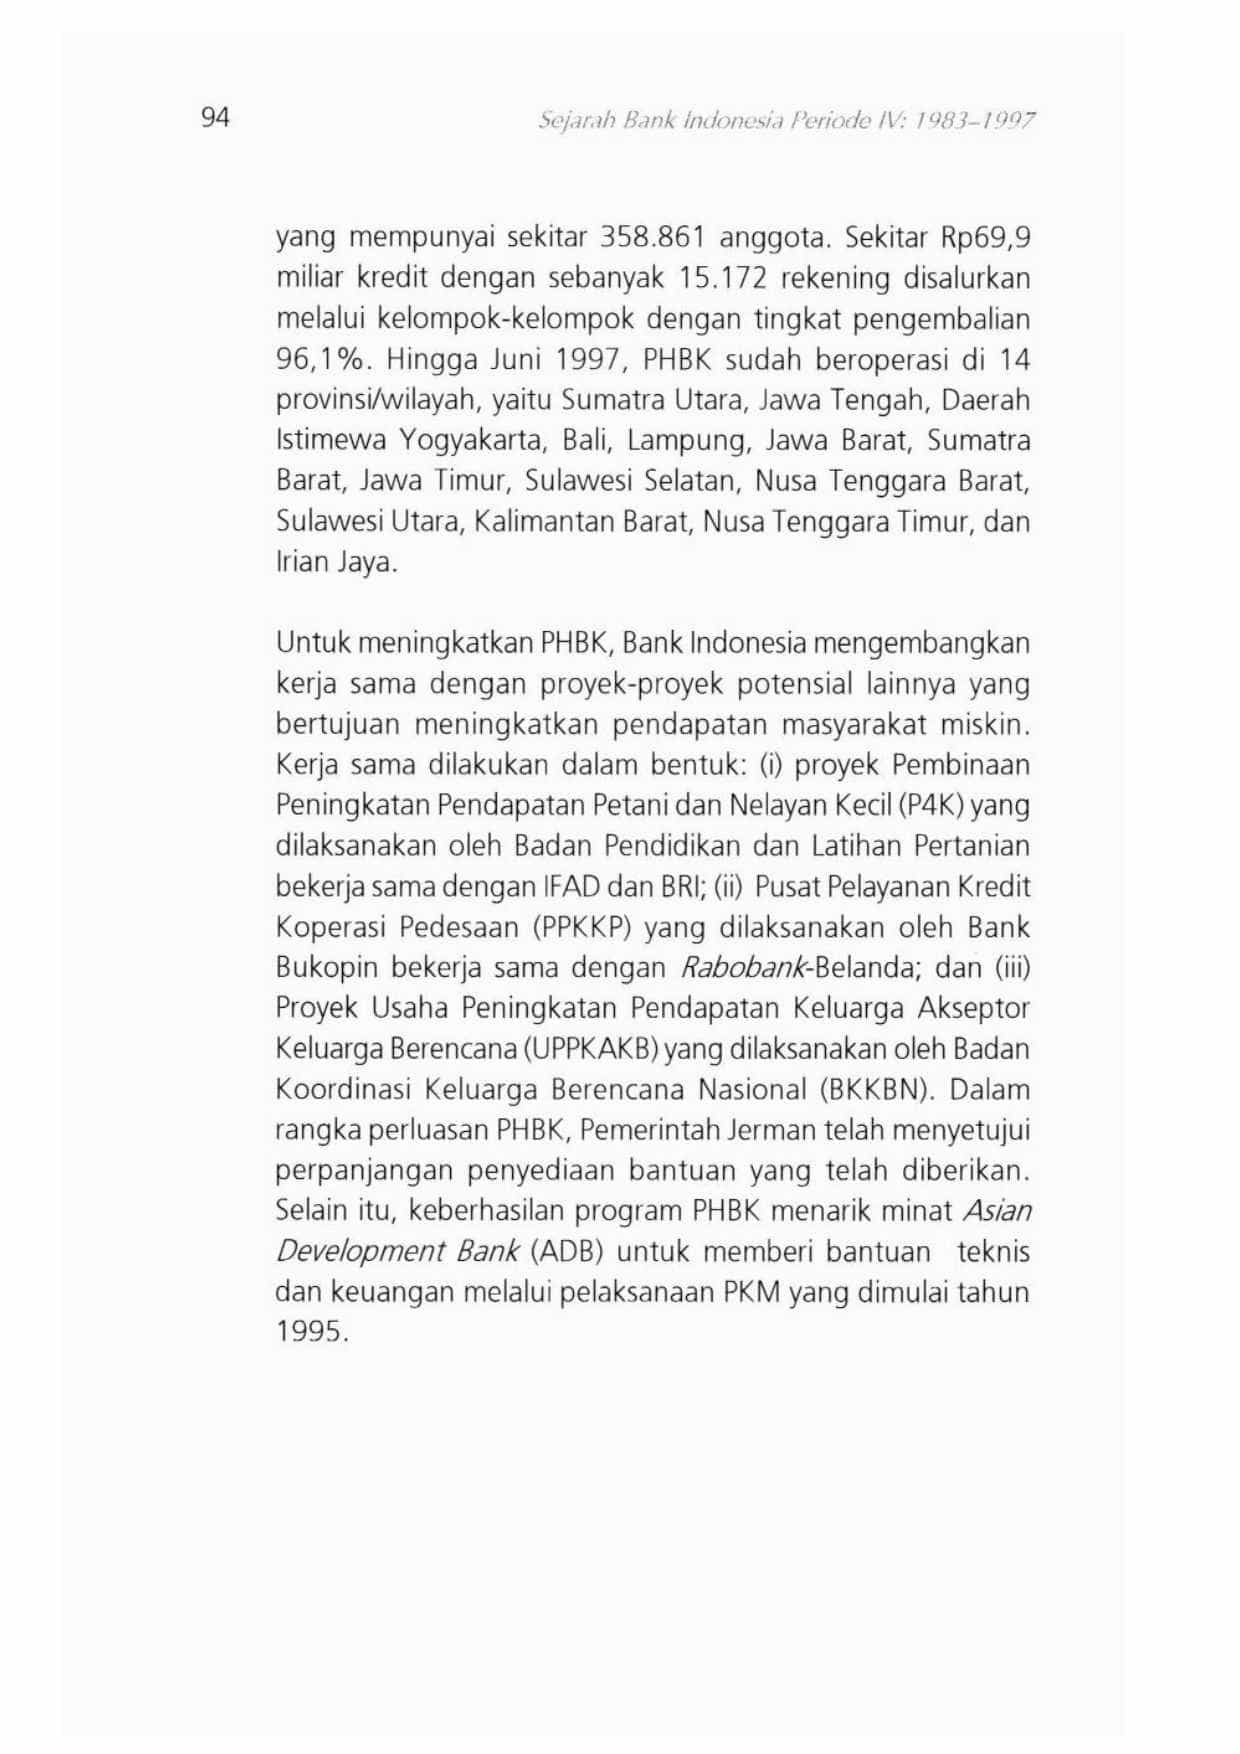 94
Sejarah Bank Indonesia Periode IV: 1983–1997
yang mempunyai sekitar 358.861 anggota. Sekitar Rp69,9
miliar kredit dengan sebanyak 15.172 rekening disalurkan
melalui kelompok-kelompok dengan tingkat pengembalian
96,1%. Hingga Juni 1997, PHBK sudah beroperasi di 14
provinsi/wilayah, yaitu Sumatra Utara, Jawa Tengah, Daerah
Istimewa Yogyakarta, Bali, Lampung, Jawa Barat, Sumatra
Barat, Jawa Timur, Sulawesi Selatan, Nusa Tenggara Barat,
Sulawesi Utara, Kalimantan Barat, Nusa Tenggara Timur, dan
Irian Jaya.
Untuk meningkatkan PHBK, Bank Indonesia mengembangkan
kerja sama dengan proyek-proyek potensial lainnya yang
bertujuan meningkatkan pendapatan masyarakat miskin.
Kerja sama dilakukan dalam bentuk: (i) proyek Pembinaan
Peningkatan Pendapatan Petani dan Nelayan Kecil (P4K) yang
dilaksanakan oleh Badan Pendidikan dan Latihan Pertanian
bekerja sama dengan IFAD dan BRI; (ii) Pusat Pelayanan Kredit
Koperasi Pedesaan (PPKKP) yang dilaksanakan oleh Bank
Bukopin bekerja sama dengan Rabobank-Belanda; dan (iii)
Proyek Usaha Peningkatan Pendapatan Keluarga Akseptor
Keluarga Berencana (UPPKAKB) yang dilaksanakan oleh Badan
Koordinasi Keluarga Berencana Nasional (BKKBN). Dalam
rangka perluasan PHBK, Pemerintah Jerman telah menyetujui
perpanjangan penyediaan bantuan yang telah diberikan.
Selain itu, keberhasilan program PHBK menarik minat Asian
Development Bank (ADB) untuk memberi bantuan teknis
dan keuangan melalui pelaksanaan PKM yang dimulai tahun
1995.